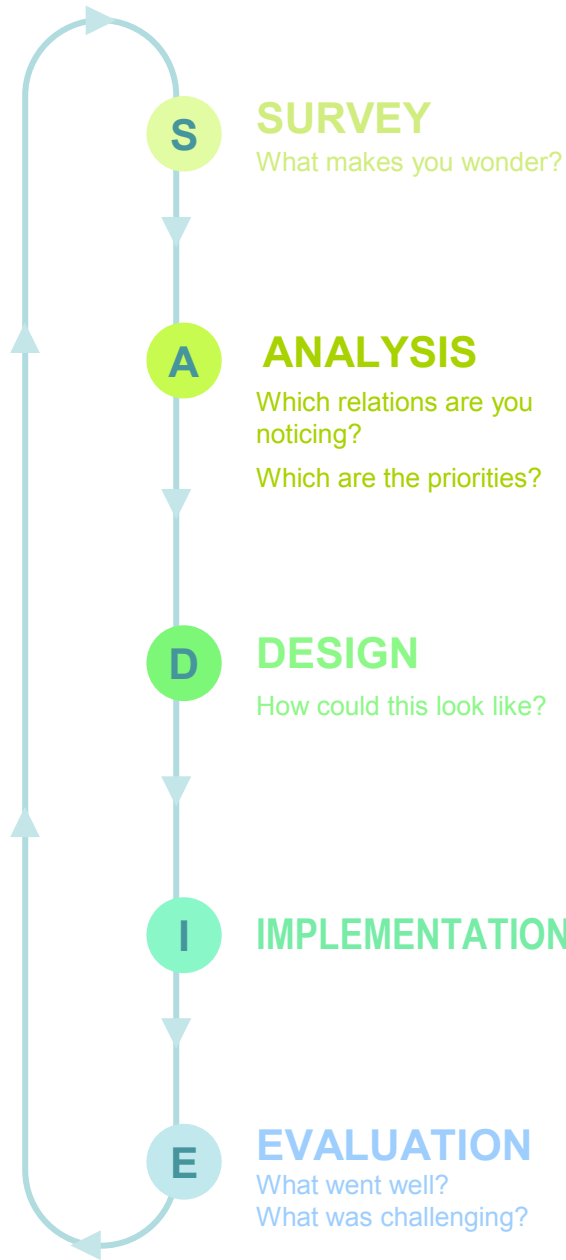 S
SURVEY
What makes you wonder?
A
ANALYSIS
Which relations are you
noticing?
Which are the priorities?
D
DESIGN
How could this look like?
I
IMPLEMENTATION
E
EVALUATION
What went well?
What was challenging?